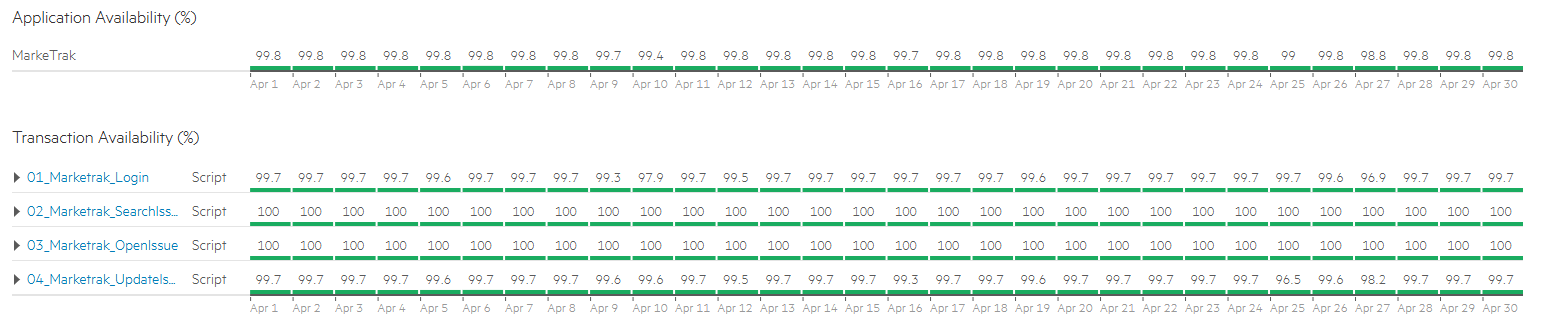 Application Availability (%)
MarkeTrak 99.8 99.8 99.8 99.8 99.8 99.8 99.8 99.8 99.7 99.4 99.8 99.8 99.8 99.8 99.8 99.7 99.8 99.8 99.8 99.8 99.8 99.8 99.8 99.8 99 99.8 98.8 99.8 99.8 99.8
Apr 1 Apr 2 Apr 3 Apr 4 Apr 5 Apr 6 Apr 7 Apr 8 Apr 9 Apr 10 Apr 11 Apr 12 Apr 13 Apr 14 Apr 15 Apr 16 Apr 17 Apr 18 Apr 19 Apr 20 Apr 21 Apr 22 Apr 23 Apr 24 Apr 25 Apr 26 Apr 27 Apr 28 Apr 29 Apr 30
Transaction Availability (%)
01_Marketrak_Login Script 99.7 99.7 99.7 99.7 99.6 99.7 99.7 99.7 99.3 97.9 99.7 99.5 99.7 99.7 99.7 99.7 99.7 99.7 99.6 99.7 99.7 99.7 99.7 99.7 99.7 99.6 96.9 99.7 99.7 99.7
02_Marketrak_SearchIss... Script 100 100 100 100 100 100 100 100 100 100 100 100 100 100 100 100 100 100 100 100 100 100 100 100 100 100 100 100 100 100
03_Marketrak_OpenIssue Script 100 100 100 100 100 100 100 100 100 100 100 100 100 100 100 100 100 100 100 100 100 100 100 100 100 100 100 100 100 100
04_Marketrak_UpdateIs... Script 99.7 99.7 99.7 99.7 99.6 99.7 99.7 99.7 99.6 99.6 99.7 99.5 99.7 99.7 99.7 99.3 99.7 99.7 99.6 99.7 99.7 99.7 99.7 99.7 96.5 99.6 98.2 99.7 99.7 99.7
Apr 1 Apr 2 Apr 3 Apr 4 Apr 5 Apr 6 Apr 7 Apr 8 Apr 9 Apr 10 Apr 11 Apr 12 Apr 13 Apr 14 Apr 15 Apr 16 Apr 17 Apr 18 Apr 19 Apr 20 Apr 21 Apr 22 Apr 23 Apr 24 Apr 25 Apr 26 Apr 27 Apr 28 Apr 29 Apr 30